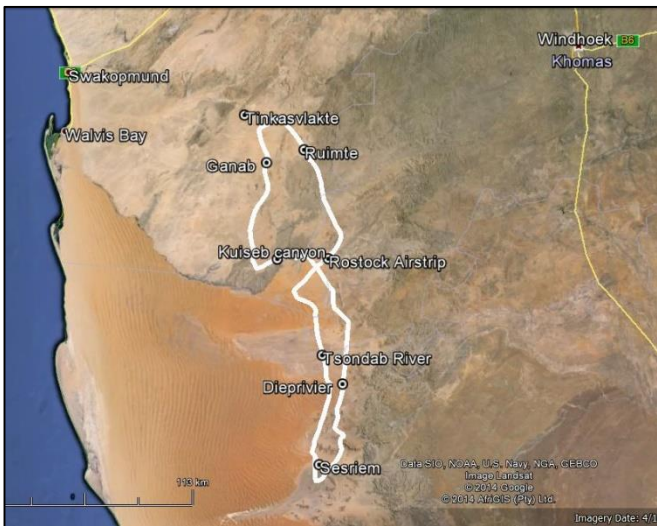 Windhoek
B6
Khomas
Swakopmund
Tinkasvlakte
Walvis Bay
Ruimte
Ganab
Kuiseb canyon
Rostock Airstrip
Tsondab River
Dieprivier
Sesriem
Data SIO, NOAA, U.S. Navy, NGA, GEBCO
Image Landsat
© 2014 Google
© 2014 AfriGIS (Pty) Ltd.
113 km
Imagery Date: 4/1